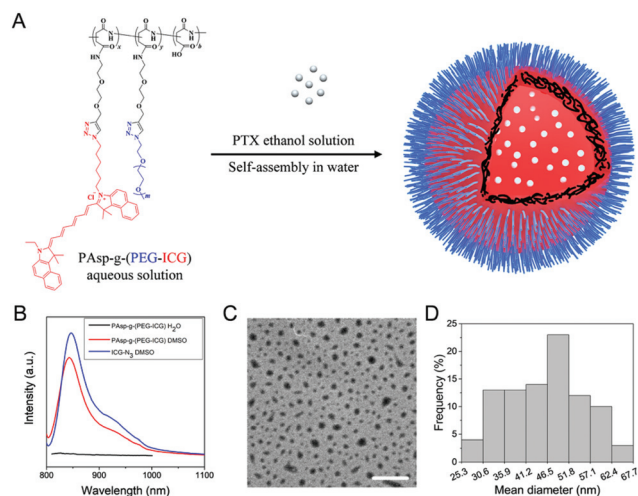 A
PTX ethanol solution
Self-assembly in water
PAsp-g-(PEG-ICG)
aqueous solution
B
Intensity (a.u.)
PAsp-g-(PEG-ICG) H2O
PAsp-g-(PEG-ICG) DMSO
ICG-N3 DMSO
800 900 1000 1100
Wavelength (nm)
C
D
Frequency (%)
25
20
15
10
5
0
25.3 30.6 35.9 41.2 46.5 51.8 57.1 62.4 67.7
Mean diameter (nm)